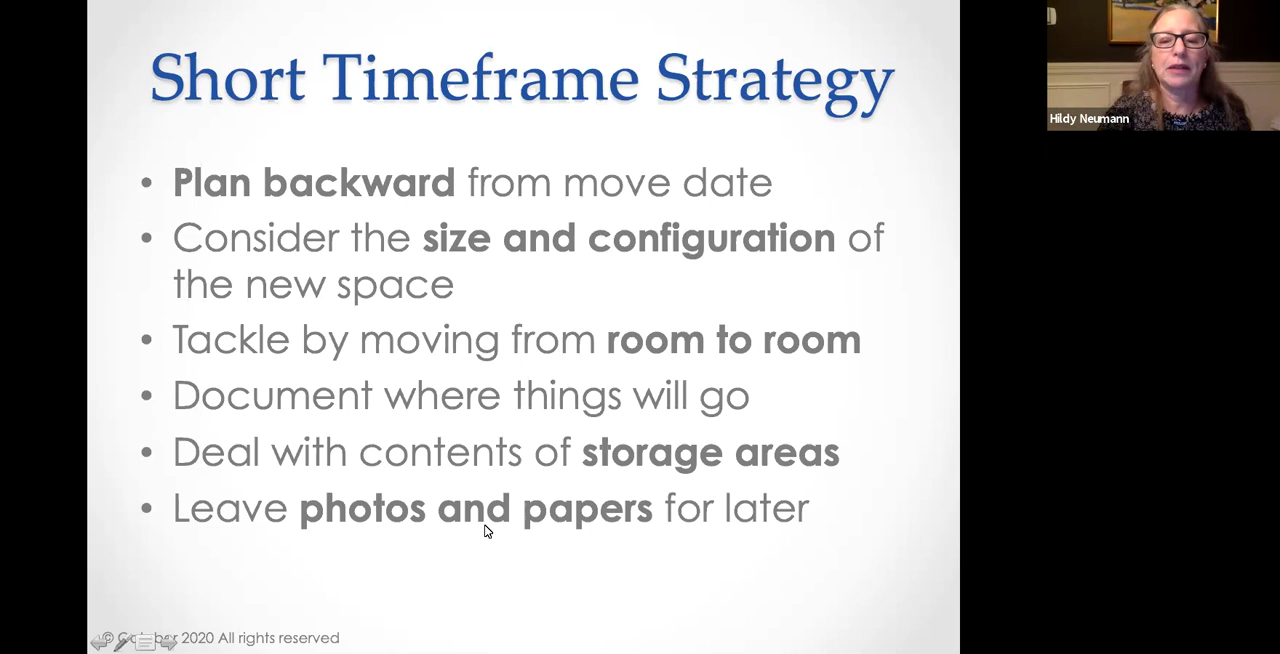 Short Timeframe Strategy
Hildy Neumann
• Plan backward from move date
• Consider the size and configuration of
the new space
• Tackle by moving from room to room
• Document where things will go
• Deal with contents of storage areas
• Leave photos and papers for later
© 2020 All rights reserved